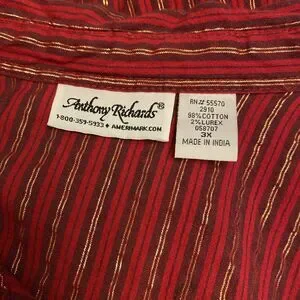 Anthony Richards®
1-800-359-5933 ♦ AMERIMARK.COM
RN# 55570
2910
98% COTTON
2% LUREX
058707
3X
MADE IN INDIA